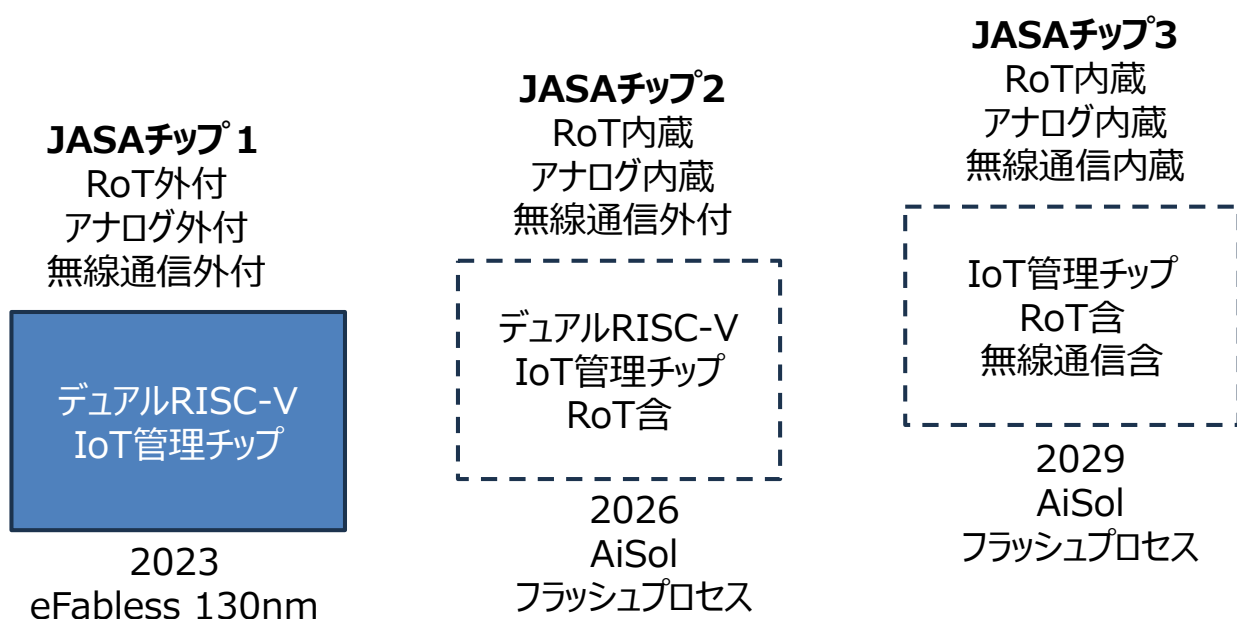 JASAチップ1
RoT外付
アナログ外付
無線通信外付
デュアルRISC-V
IoT管理チップ
2023
eFabless 130nm
JASAチップ2
RoT内蔵
アナログ内蔵
無線通信外付
デュアルRISC-V
IoT管理チップ
RoT含
2026
AiSol
フラッシュプロセス
JASAチップ3
RoT内蔵
アナログ内蔵
無線通信内蔵
IoT管理チップ
RoT含
無線通信含
2029
AiSol
フラッシュプロセス